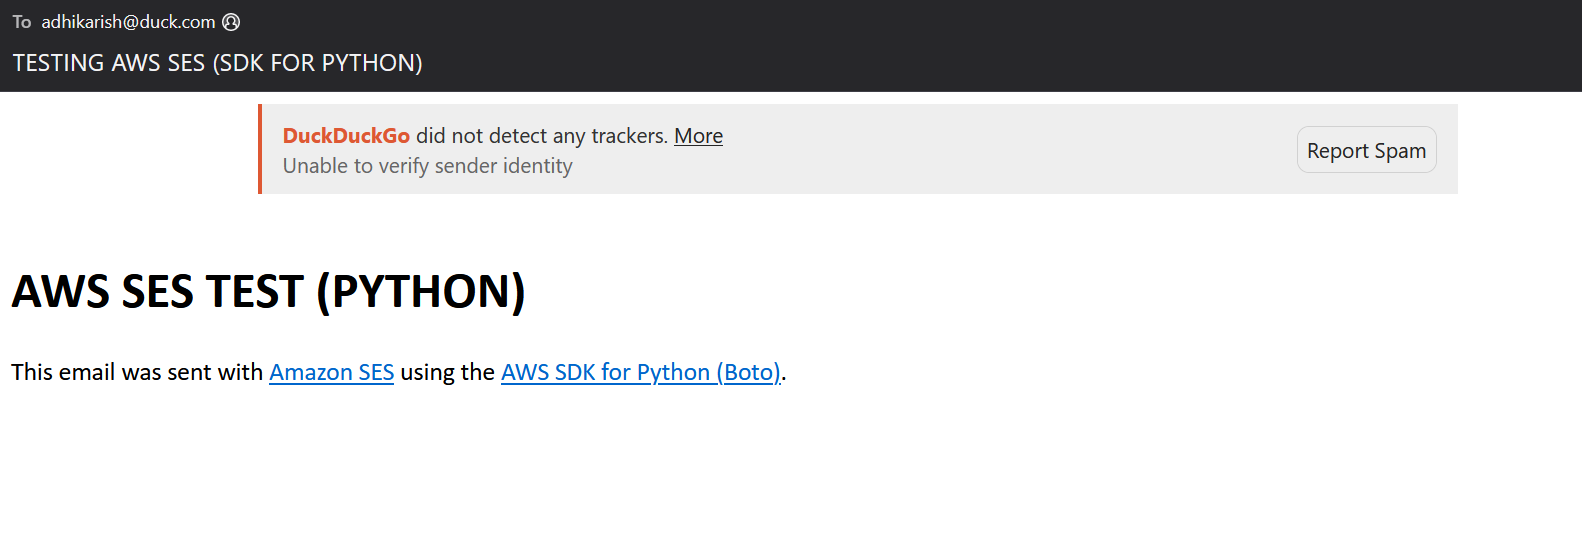 To adhikarish@duck.com
TESTING AWS SES (SDK FOR PYTHON)
DuckDuckGo did not detect any trackers. More
Unable to verify sender identity
Report Spam
AWS SES TEST (PYTHON)
This email was sent with Amazon SES using the AWS SDK for Python (Boto).